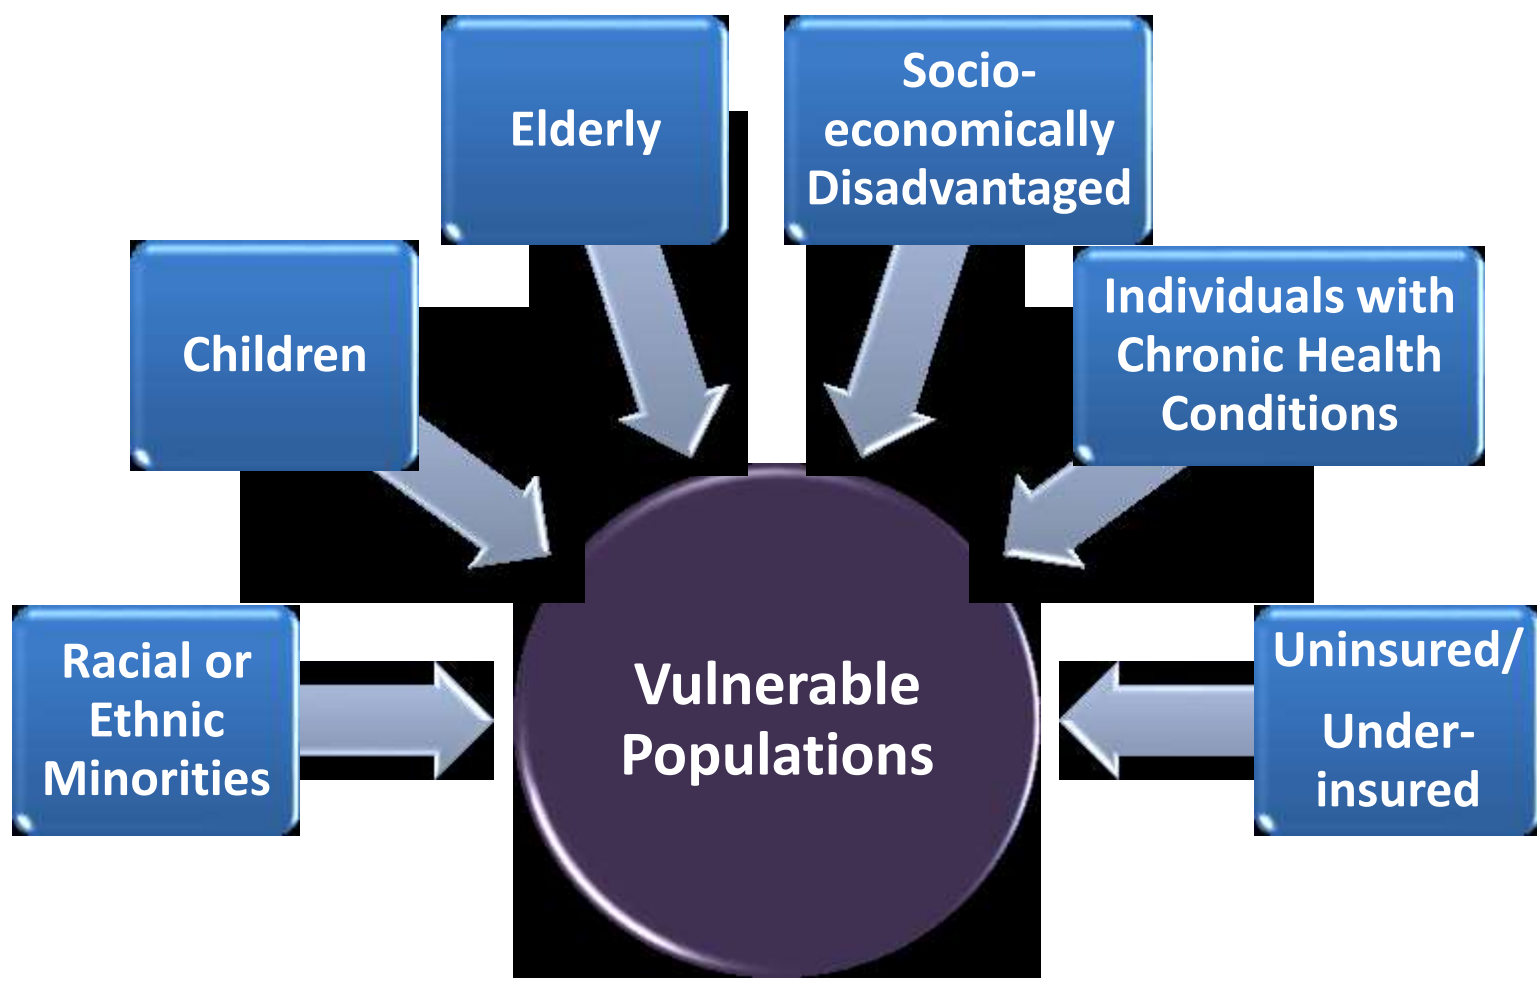 Elderly
Socio-
economically
Disadvantaged
Children
Individuals with
Chronic Health
Conditions
Racial or
Ethnic
Minorities
Vulnerable
Populations
Uninsured/
Under-
insured